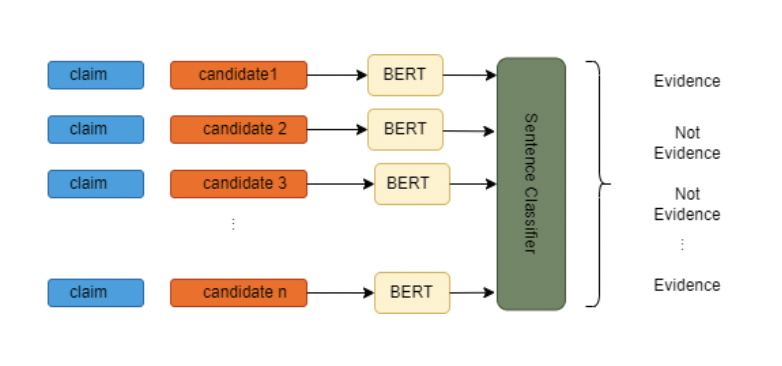 claim candidate1 BERT Evidence
claim candidate 2 BERT Not
Evidence
claim candidate 3 BERT Not
Evidence
⋮ ⋮
claim candidate n BERT Evidence
Sentence Classifier